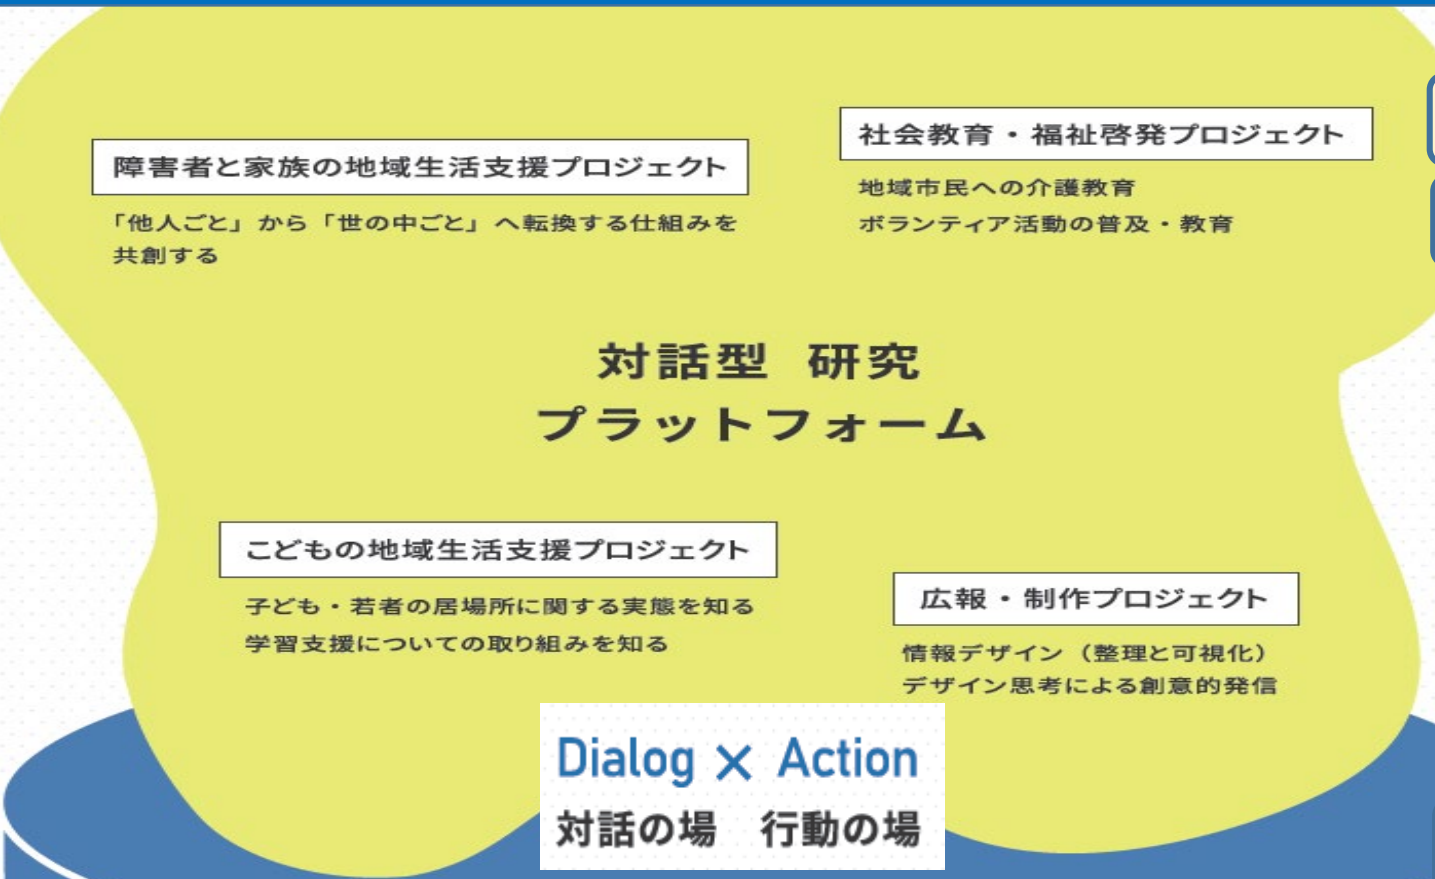 障害者と家族の地域生活支援プロジェクト
「他人ごと」から「世の中ごと」へ転換する仕組みを
共創する
社会教育・福祉啓発プロジェクト
地域市民への介護教育
ボランティア活動の普及・教育
対話型 研究
プラットフォーム
こどもの地域生活支援プロジェクト
子ども・若者の居場所に関する実態を知る
学習支援についての取り組みを知る
広報・制作プロジェクト
情報デザイン（整理と可視化）
デザイン思考による創意的発信
Dialog × Action
対話の場　行動の場